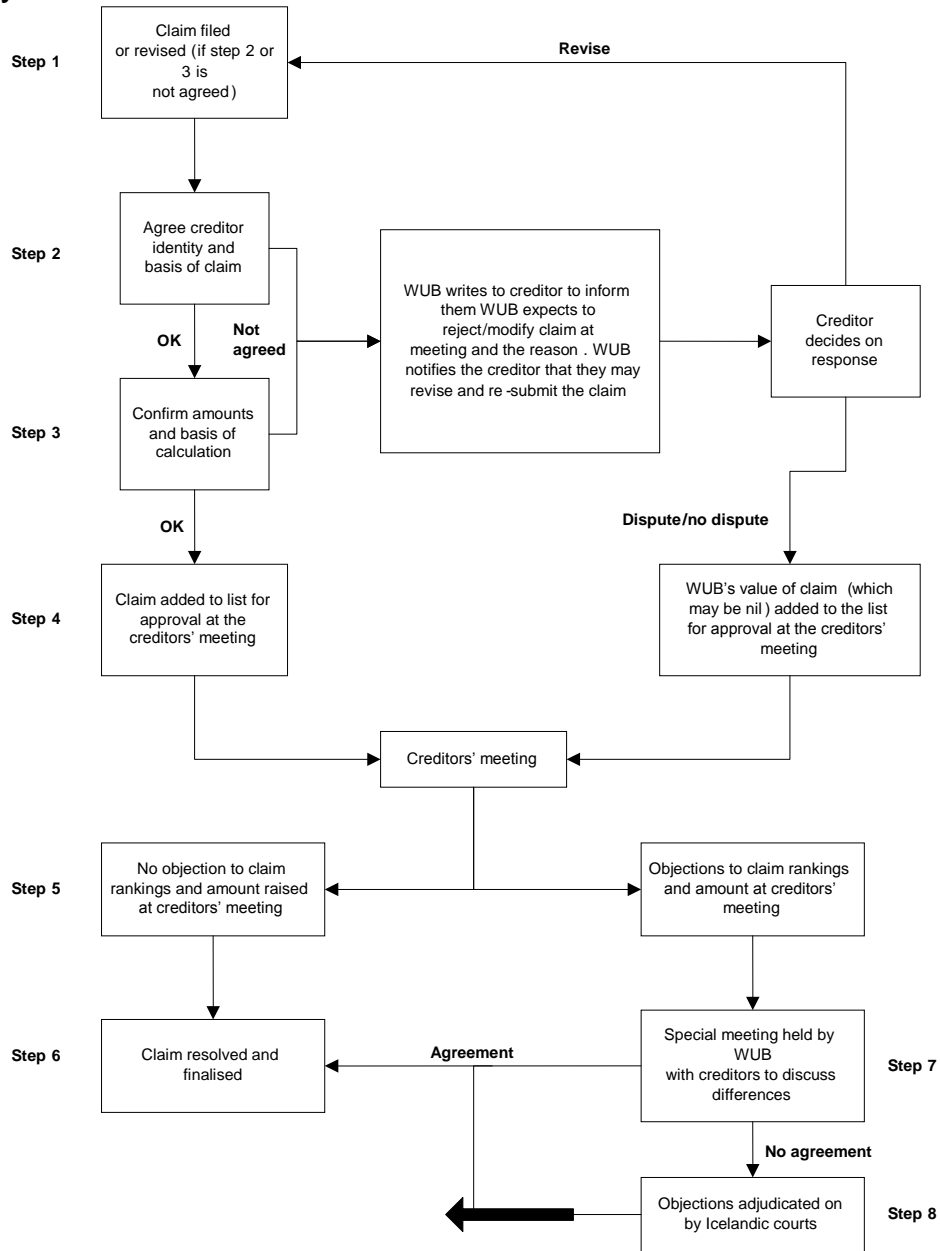 Claim filed
or revised (if step 2 or
3 is
not agreed)
Step 1
Revise
Step 2
Agree creditor
identity and
basis of claim
WUB writes to creditor to inform
them WUB expects to
reject/modify claim at
meeting and the reason . WUB
notifies the creditor that they may
revise and re -submit the claim
Creditor
decides on
response
OK
Not
agreed
Step 3
Confirm amounts
and basis of
calculation
OK
Dispute/no dispute
Step 4
Claim added to list for
approval at the
creditors’ meeting
WUB’s value of claim (which
may be nil) added to the list
for approval at the creditors’
meeting
Creditors’ meeting
Step 5
No objection to claim
rankings and amount raised
at creditors’ meeting
Objections to claim rankings
and amount at creditors’
meeting
Step 6
Claim resolved and
finalised
Agreement
Special meeting held by
WUB
with creditors to discuss
differences
Step 7
No agreement
Objections adjudicated on
by Icelandic courts
Step 8